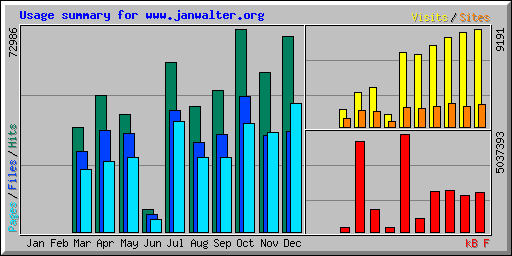 Usage summary for www.janwalter.org
Visits/Sites
72986
9191
Pages/Files/Hits
5037393
Jan Feb Mar Apr May Jun Jul Aug Sep Oct Nov Dec
kB F